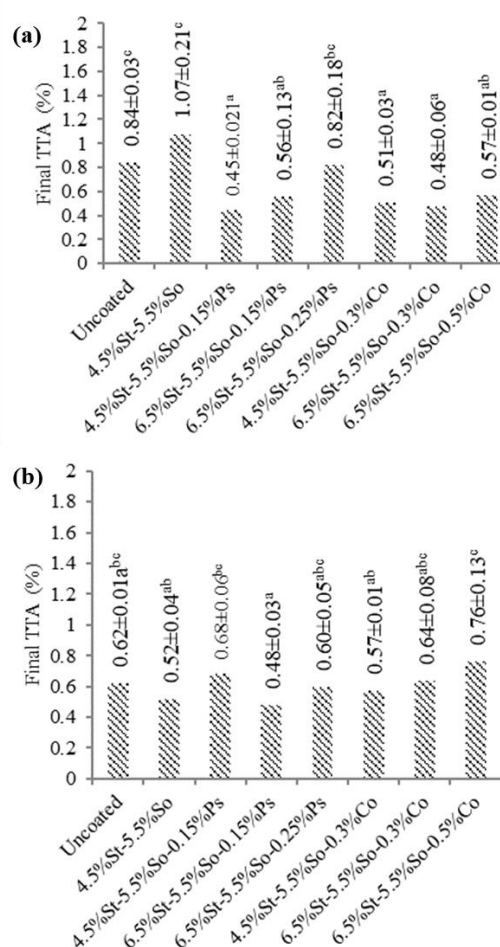 (a)
Final TTA (%)
2
1.8
1.6
1.4
1.2
1
0.8
0.6
0.4
0.2
0
0.84±0.03ᶜ
1.07±0.21ᶜ
0.45±0.021ᵃ
0.56±0.13ᵃᵇ
0.82±0.18ᵇᶜ
0.51±0.03ᵃ
0.48±0.06ᵃ
0.57±0.01ᵃᵇ
Uncoated
4.5%St-5.5%So
4.5%St-5.5%So-0.15%Ps
6.5%St-5.5%So-0.15%Ps
6.5%St-5.5%So-0.25%Ps
4.5%St-5.5%So-0.3%Co
6.5%St-5.5%So-0.3%Co
6.5%St-5.5%So-0.5%Co
(b)
Final TTA (%)
2
1.8
1.6
1.4
1.2
1
0.8
0.6
0.4
0.2
0
0.62±0.01aᵃᵇᶜ
0.52±0.04ᵃᵇ
0.68±0.06ᵇᶜ
0.48±0.03ᵃ
0.60±0.05ᵃᵇᶜ
0.57±0.01ᵃᵇ
0.64±0.08ᵃᵇᶜ
0.76±0.13ᶜ
Uncoated
4.5%St-5.5%So
4.5%St-5.5%So-0.15%Ps
6.5%St-5.5%So-0.15%Ps
6.5%St-5.5%So-0.25%Ps
4.5%St-5.5%So-0.3%Co
6.5%St-5.5%So-0.3%Co
6.5%St-5.5%So-0.5%Co